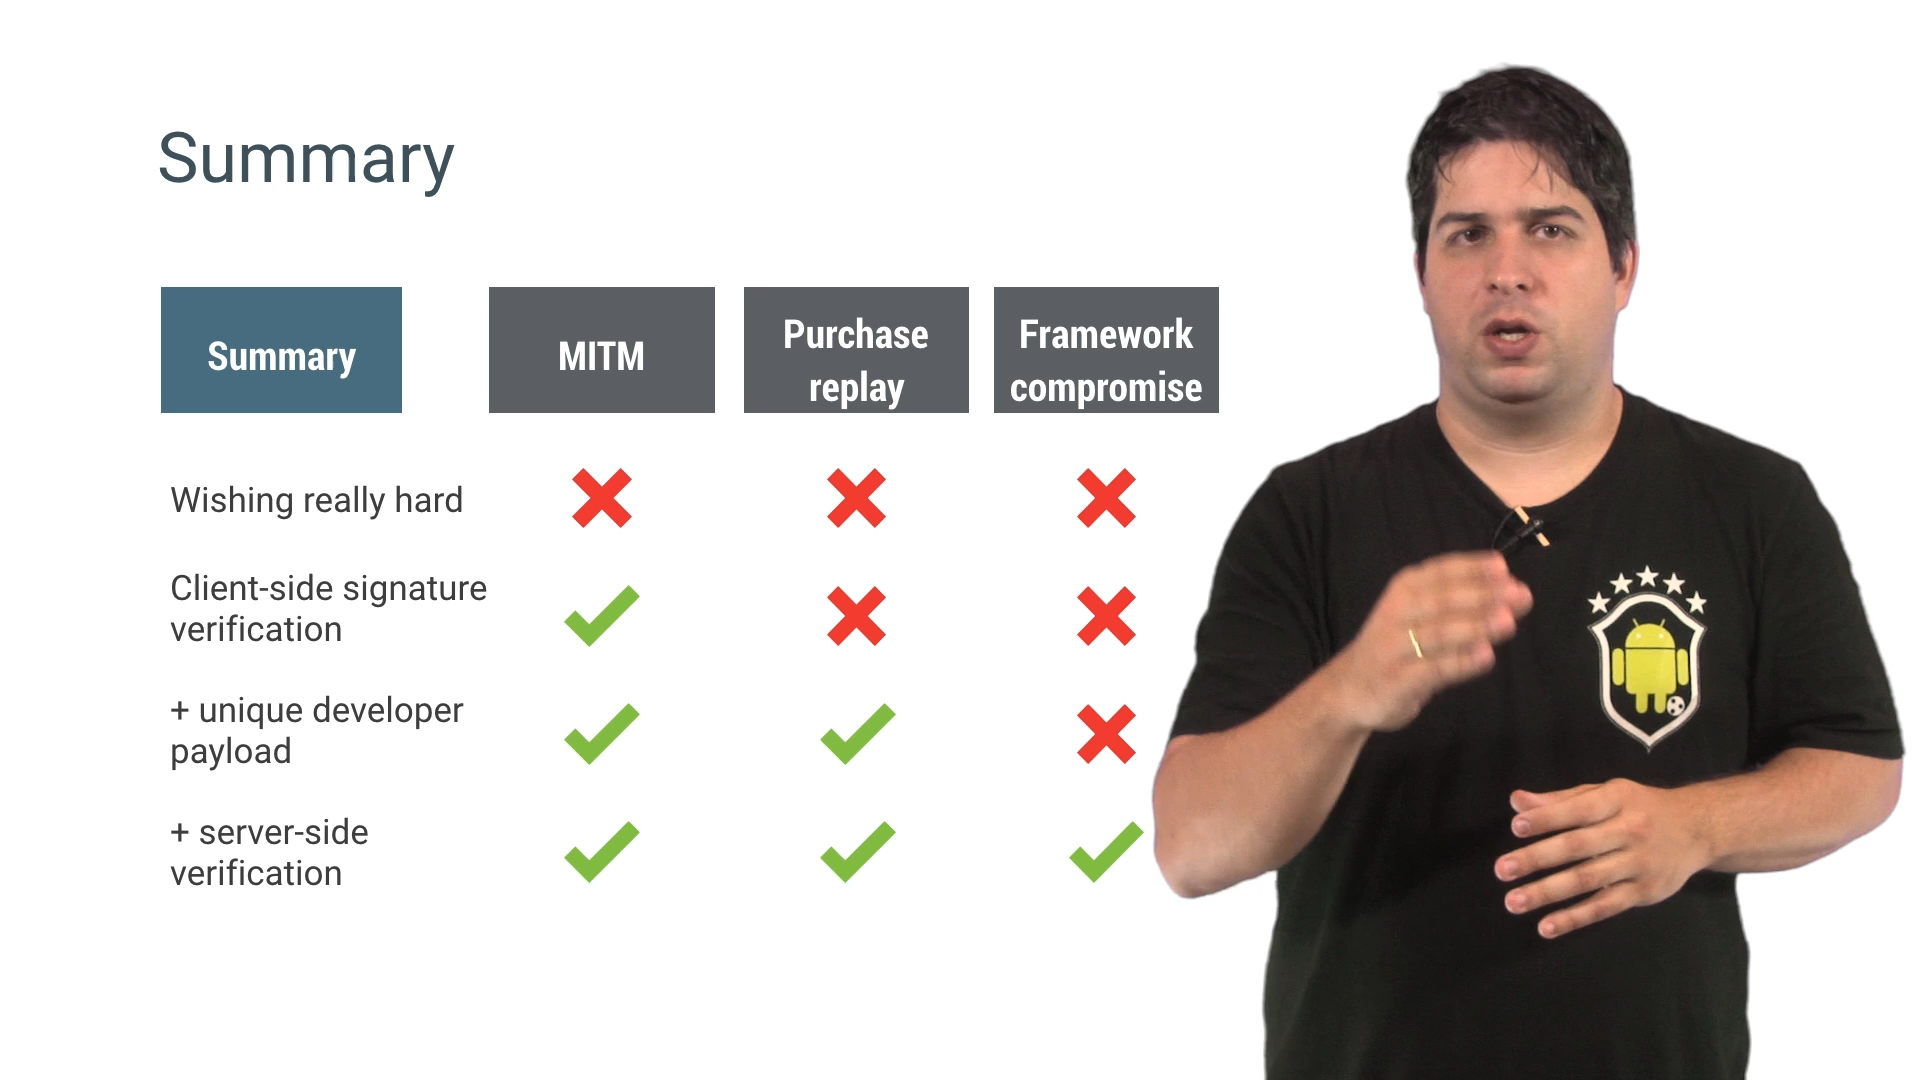 Summary
Summary
MITM
Purchase
replay
Framework
compromise
Wishing really hard
Client-side signature
verification
+ unique developer
payload
+ server-side
verification